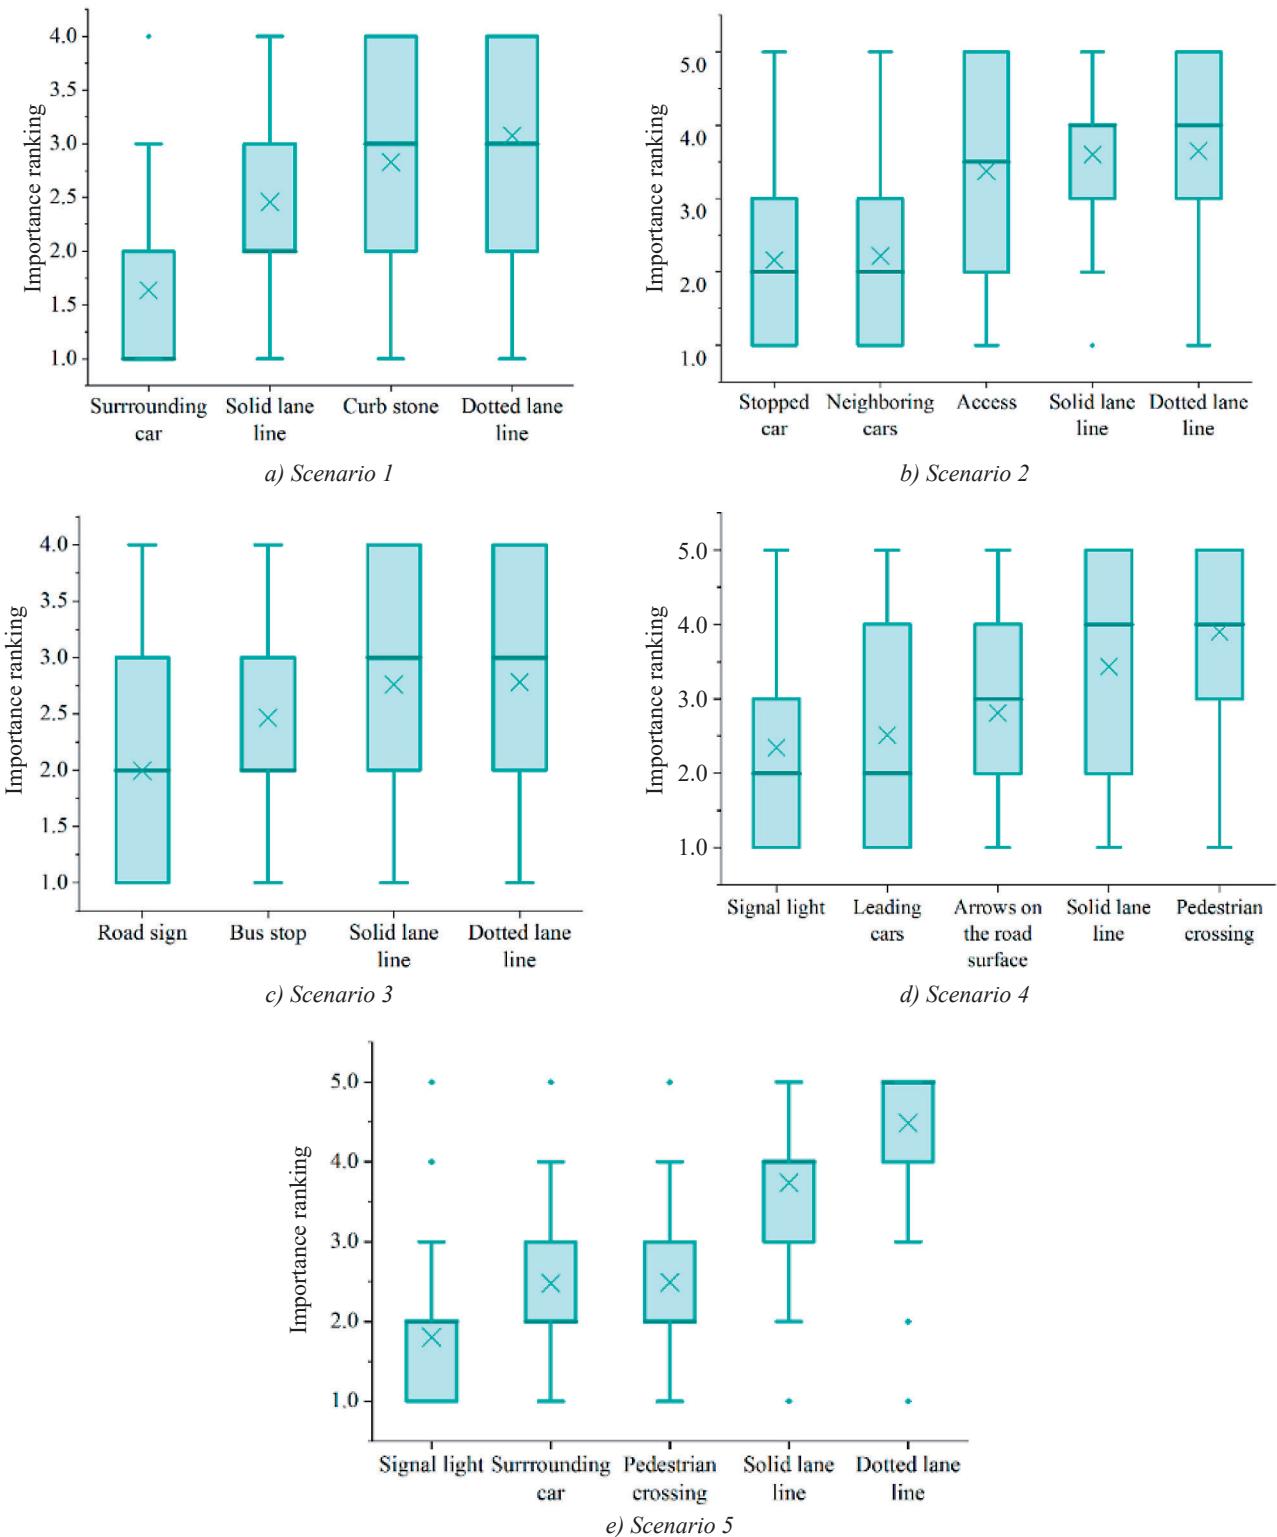 Importance ranking
4.0
3.5
3.0
2.5
2.0
1.5
1.0
Surrrounding
car
Solid lane
line
Curb stone
Dotted lane
line
a) Scenario 1
Importance ranking
5.0
4.0
3.0
2.0
1.0
Stopped
car
Neighboring
cars
Access
Solid lane
line
Dotted lane
line
b) Scenario 2
Importance ranking
4.0
3.5
3.0
2.5
2.0
1.5
1.0
Road sign
Bus stop
Solid lane
line
Dotted lane
line
c) Scenario 3
Importance ranking
5.0
4.0
3.0
2.0
1.0
Signal light
Leading
cars
Arrows on
the road
surface
Solid lane
line
Pedestrian
crossing
d) Scenario 4
Importance ranking
5.0
4.0
3.0
2.0
1.0
Signal light
Surrrounding
car
Pedestrian
crossing
Solid lane
line
Dotted lane
line
e) Scenario 5